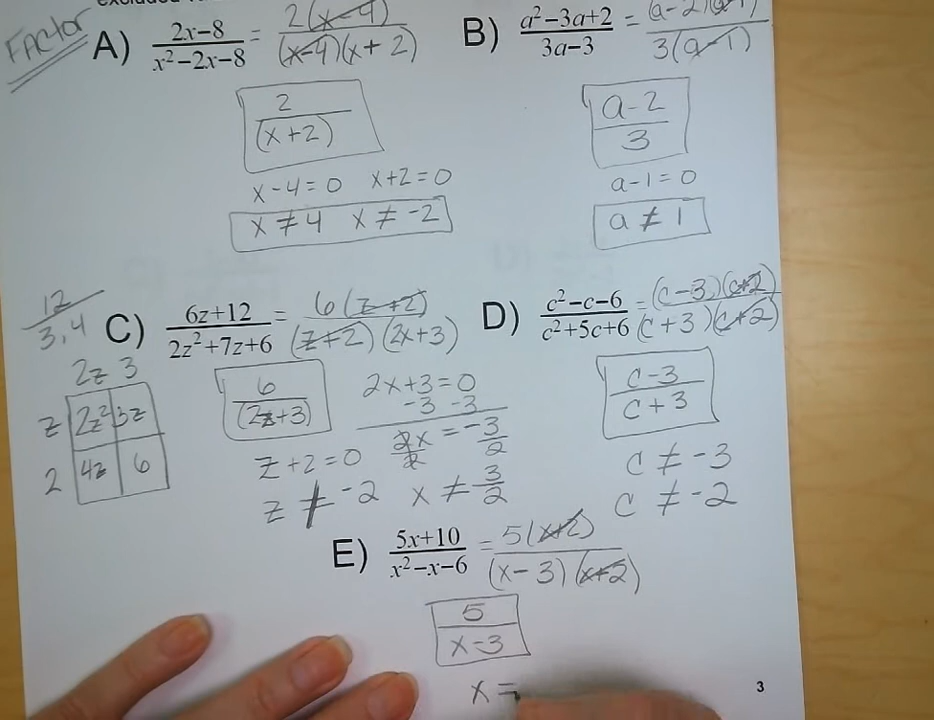 Factor
A) 2x-8 / x²-2x-8 = 2(x-4) / (x-4)(x+2)
2 / (x+2)
x-4=0 x+2=0
x≠4 x≠-2
B) a²-3a+2 / 3a-3 = (a-2)(a-1) / 3(a-1)
a-2 / 3
a-1=0
a≠1
12
3,4
C) 6z+12 / 2z²+7z+6 = 6(z+2) / (z+2)(2x+3)
2z 3
z 2z² 3z
2 4z 6
6 / (2z+3)
z+2=0
z≠-2
2x+3=0
-3 -3
2x / 2 = -3 / 2
x≠-3/2
D) c²-c-6 / c²+5c+6 = (c-3)(c+2) / (c+3)(c+2)
c-3 / c+3
c≠-3
c≠-2
E) 5x+10 / x²-x-6 = 5(x+2) / (x-3)(x+2)
5 / x-3
x=
3